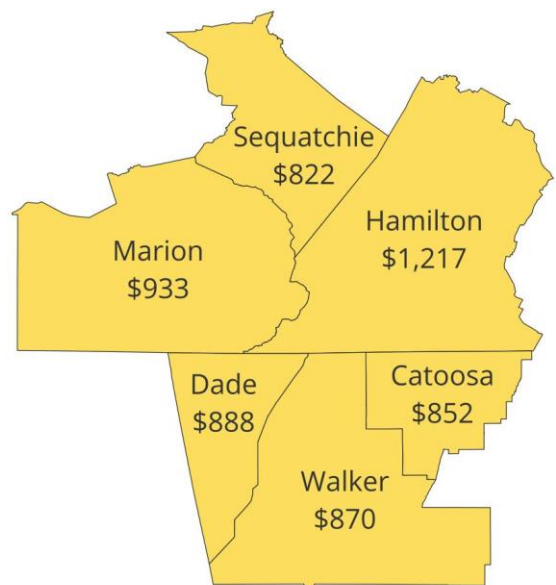 Sequatchie
$822
Hamilton
$1,217
Marion
$933
Dade
$888
Catoosa
$852
Walker
$870